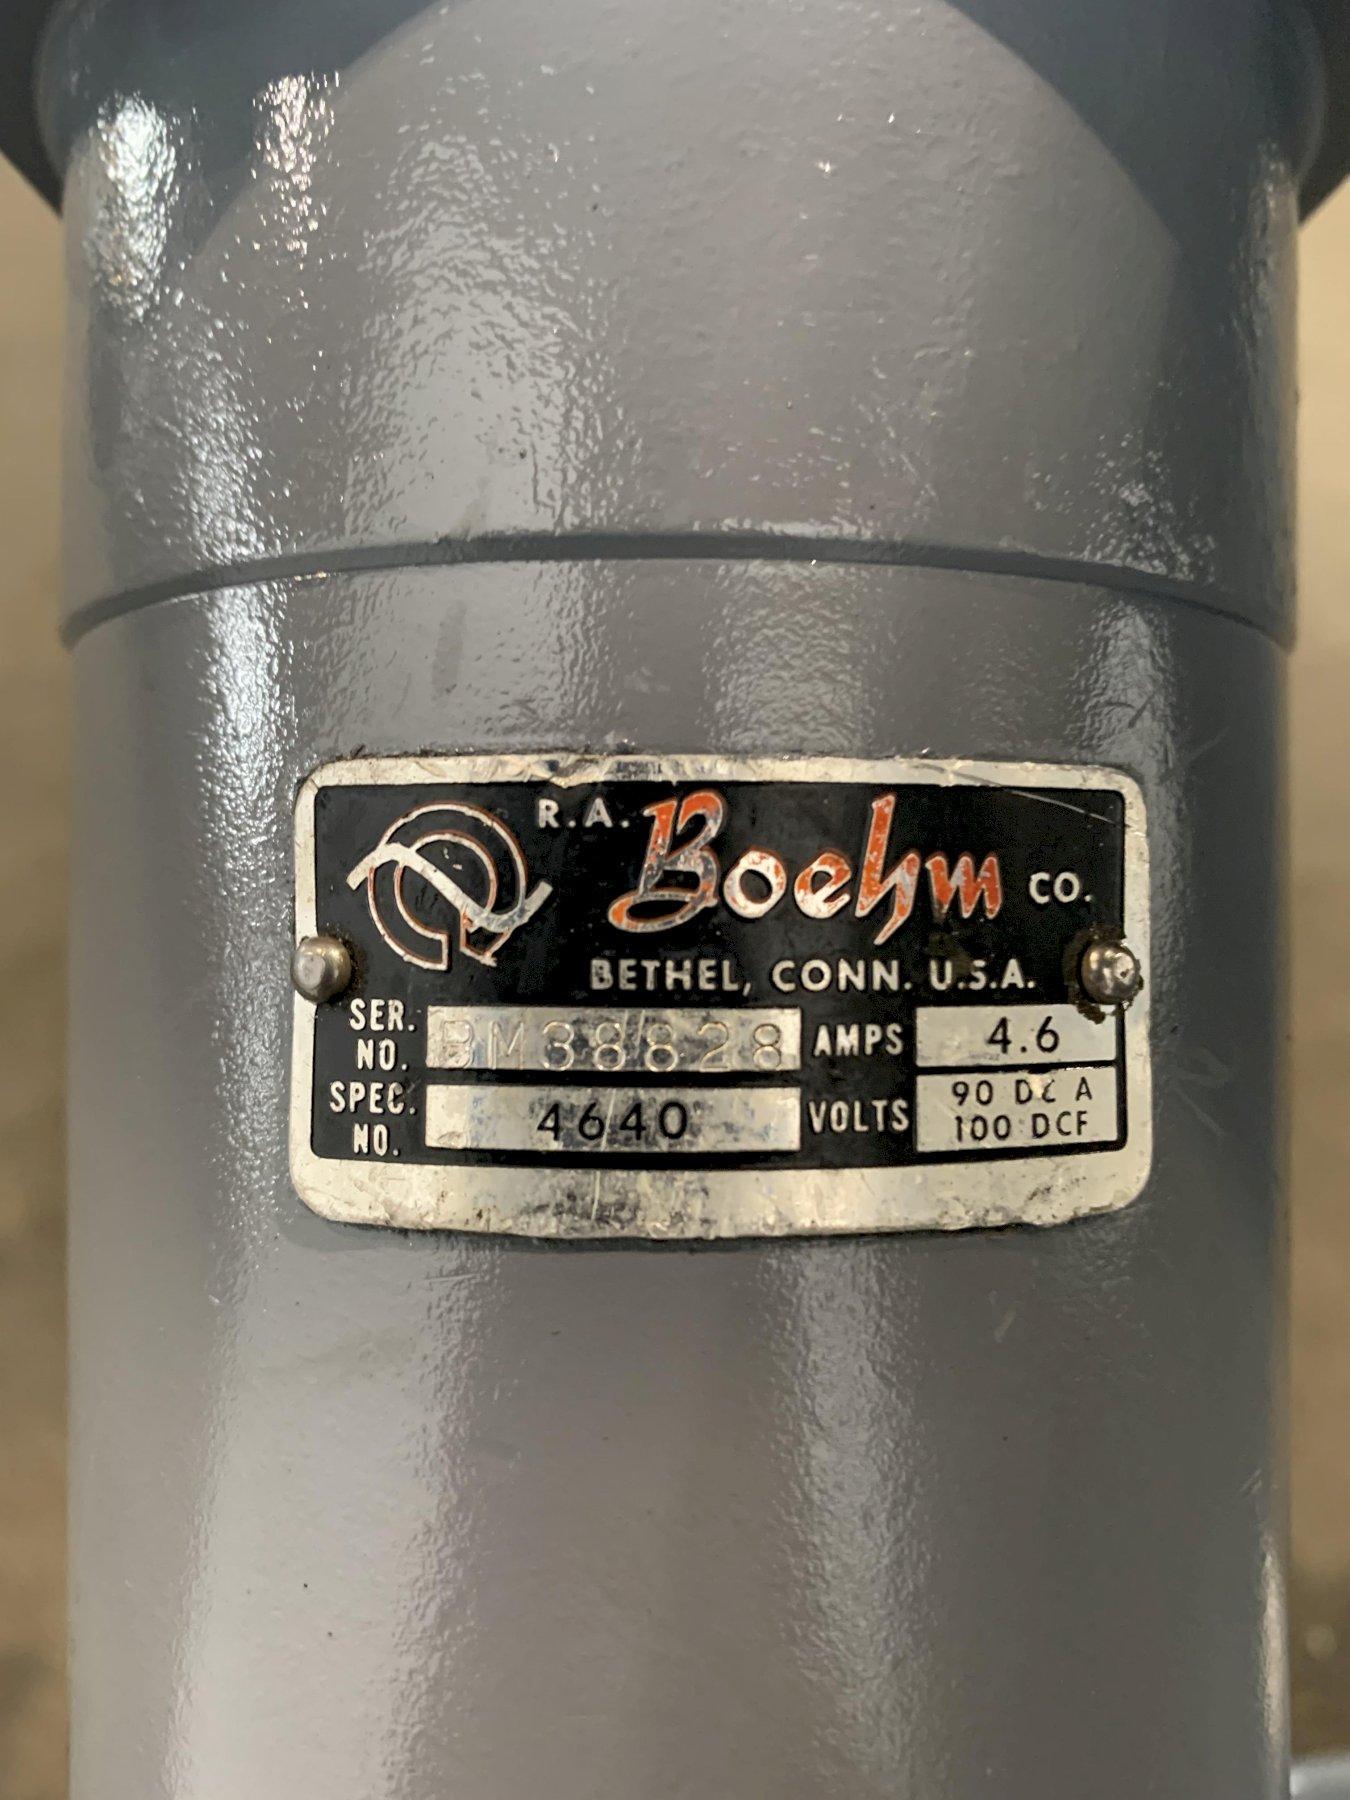 R.A. Boehm CO.
BETHEL, CONN. U.S.A.
SER. NO. BM38828 AMPS 4.6
SPEC. NO. 4640 VOLTS 90 DC A
100 DCF